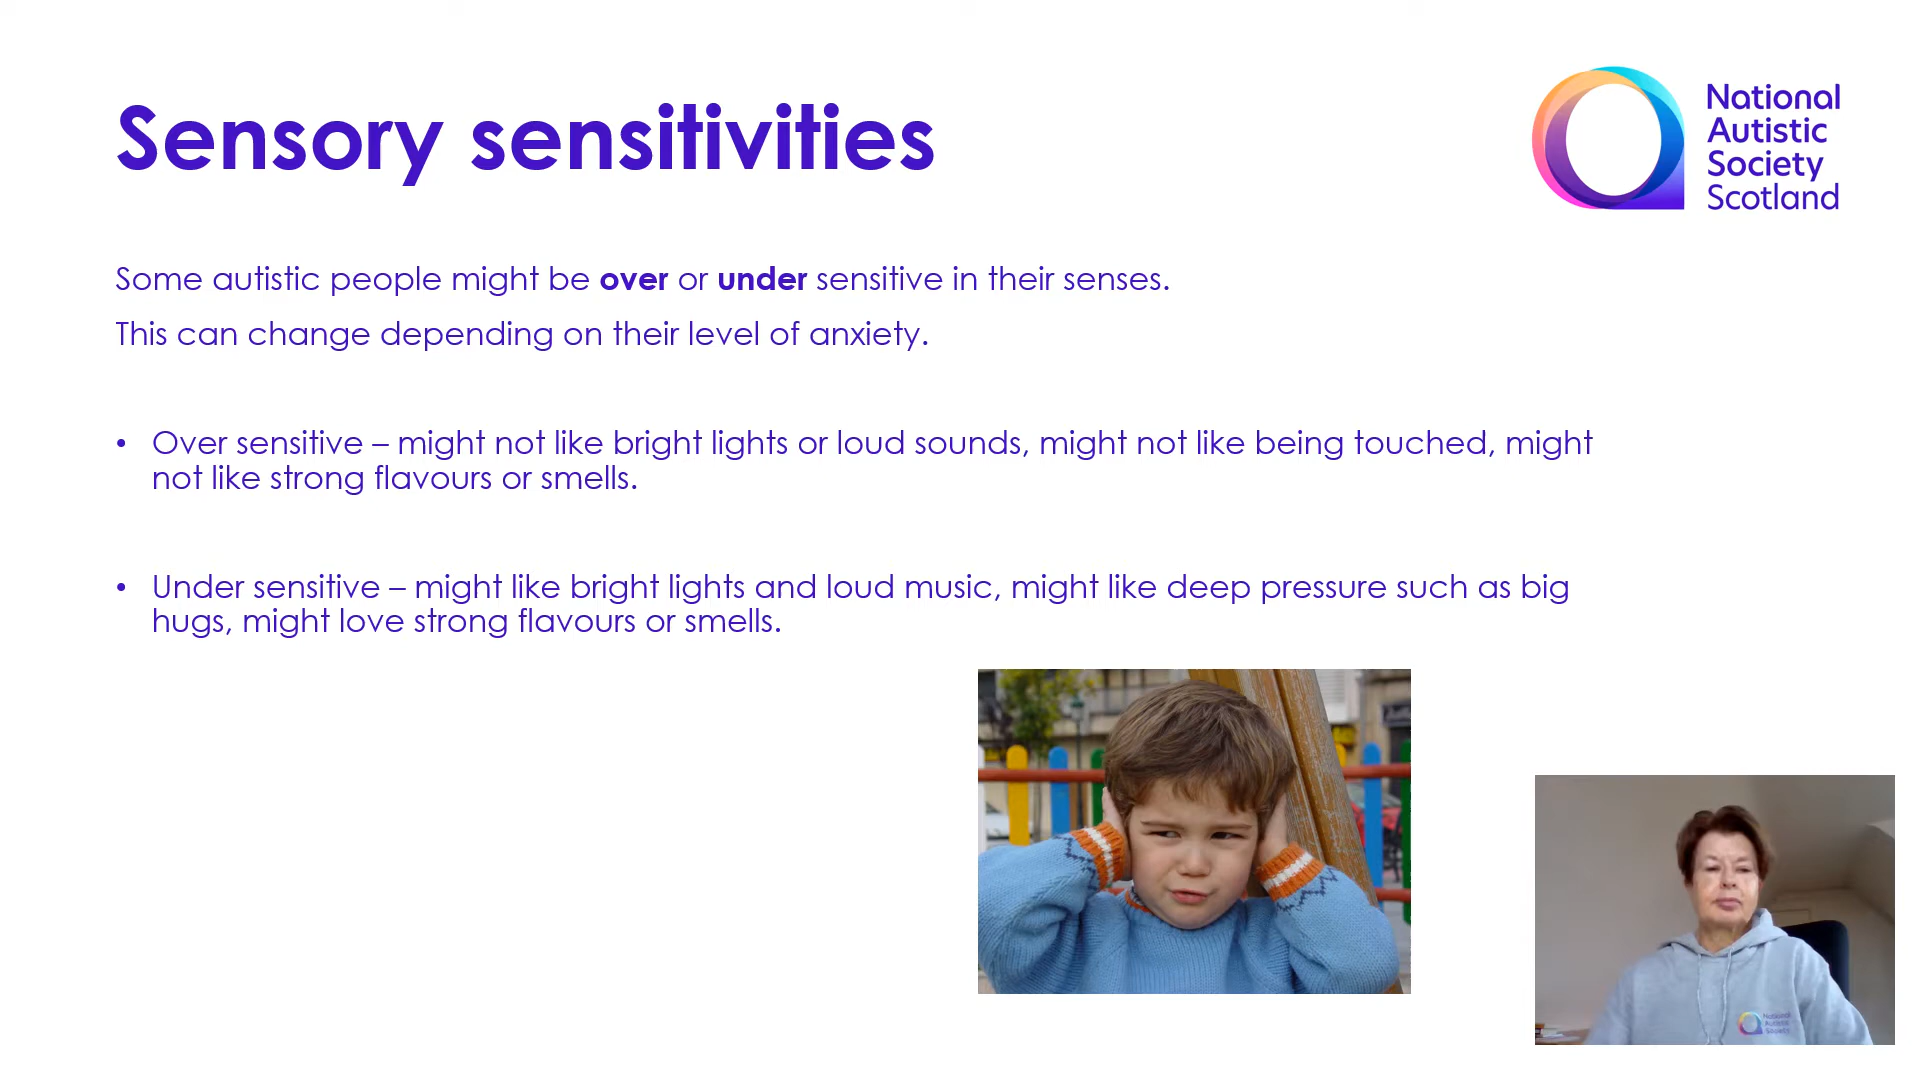 Sensory sensitivities
National
Autistic
Society
Scotland
Some autistic people might be over or under sensitive in their senses.
This can change depending on their level of anxiety.
• Over sensitive – might not like bright lights or loud sounds, might not like being touched, might
not like strong flavours or smells.
• Under sensitive – might like bright lights and loud music, might like deep pressure such as big
hugs, might love strong flavours or smells.
National
Autistic
Society